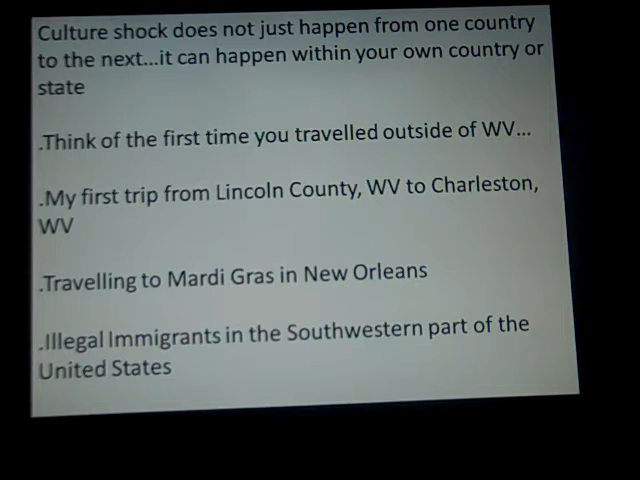 Culture shock does not just happen from one country
to the next...it can happen within your own country or
state
.Think of the first time you travelled outside of WV...
.My first trip from Lincoln County, WV to Charleston,
WV
.Travelling to Mardi Gras in New Orleans
.Illegal Immigrants in the Southwestern part of the
United States